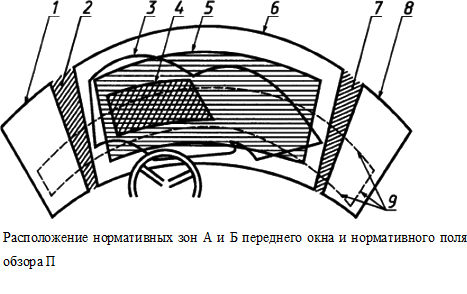 1 2 3 4 5 6 7 8
9
Расположение нормативных зон А и Б переднего окна и нормативного поля
обзора П